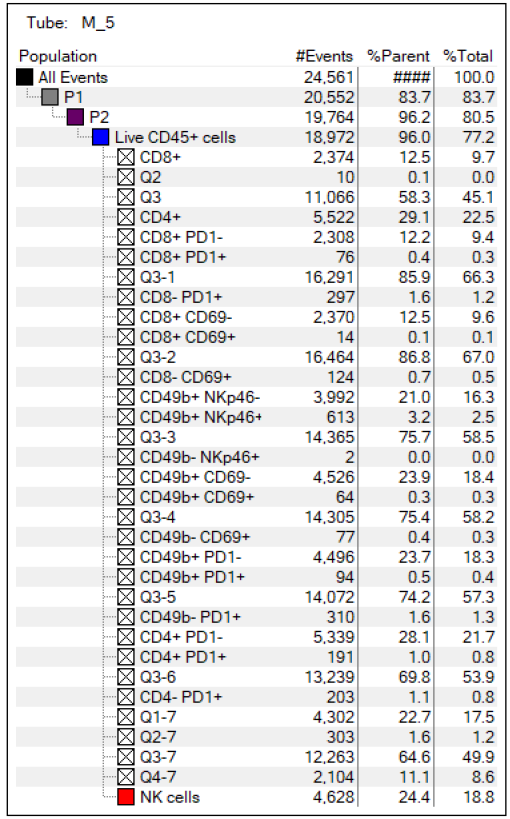 Tube: M_5
Population #Events %Parent %Total
All Events 24,561 #### 100.0
P1 20,552 83.7 83.7
P2 19,764 96.2 80.5
Live CD45+ cells 18,972 96.0 77.2
CD8+ 2,374 12.5 9.7
Q2 10 0.1 0.0
Q3 11,066 58.3 45.1
CD4+ 5,522 29.1 22.5
CD8+ PD1- 2,308 12.2 9.4
CD8+ PD1+ 76 0.4 0.3
Q3-1 16,291 85.9 66.3
CD8- PD1+ 297 1.6 1.2
CD8+ CD69- 2,370 12.5 9.6
CD8+ CD69+ 14 0.1 0.1
Q3-2 16,464 86.8 67.0
CD8- CD69+ 124 0.7 0.5
CD49b+ NKp46- 3,992 21.0 16.3
CD49b+ NKp46+ 613 3.2 2.5
Q3-3 14,365 75.7 58.5
CD49b- NKp46+ 2 0.0 0.0
CD49b+ CD69- 4,526 23.9 18.4
CD49b+ CD69+ 64 0.3 0.3
Q3-4 14,305 75.4 58.2
CD49b- CD69+ 77 0.4 0.3
CD49b+ PD1- 4,496 23.7 18.3
CD49b+ PD1+ 94 0.5 0.4
Q3-5 14,072 74.2 57.3
CD49b- PD1+ 310 1.6 1.3
CD4+ PD1- 5,339 28.1 21.7
CD4+ PD1+ 191 1.0 0.8
Q3-6 13,239 69.8 53.9
CD4- PD1+ 203 1.1 0.8
Q1-7 4,302 22.7 17.5
Q2-7 303 1.6 1.2
Q3-7 12,263 64.6 49.9
Q4-7 2,104 11.1 8.6
NK cells 4,628 24.4 18.8